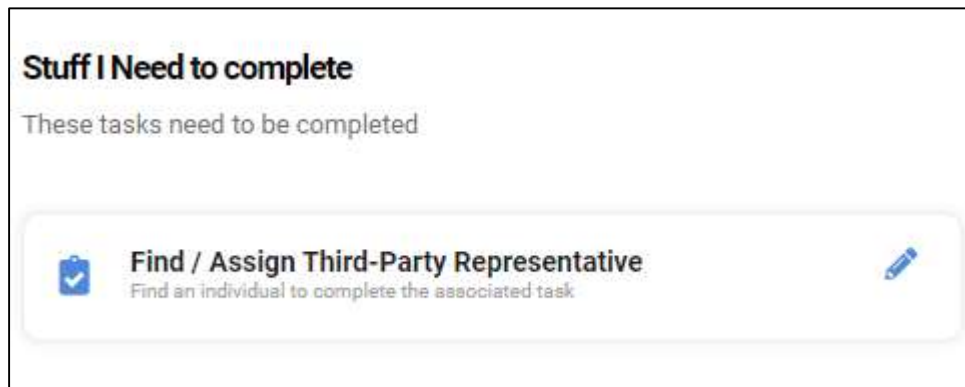 Stuff I Need to complete
These tasks need to be completed
Find / Assign Third-Party Representative
Find an individual to complete the associated task